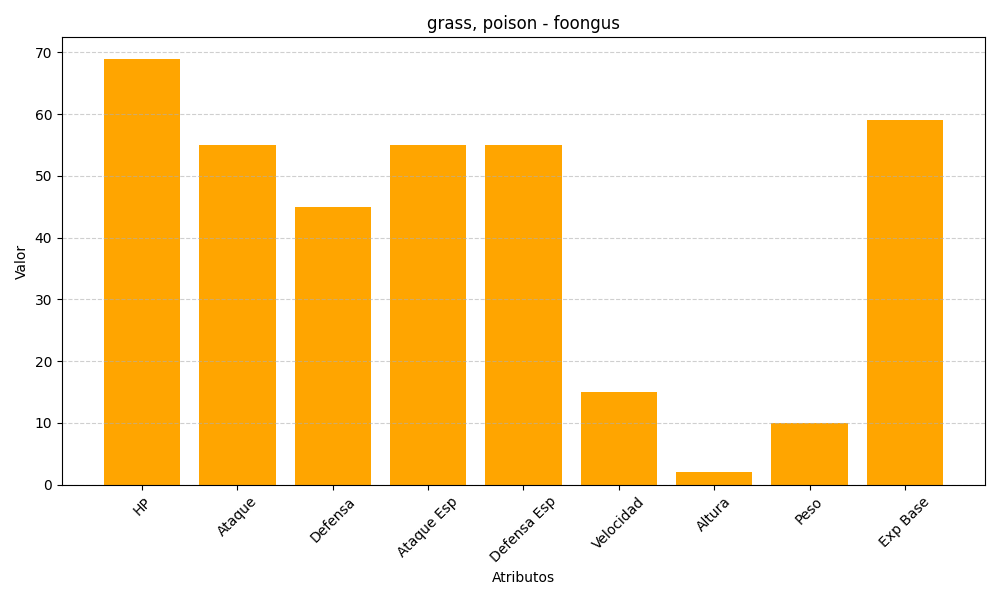 grass, poison - foongus
Valor
70
60
50
40
30
20
10
0
HP
Ataque
Defensa
Ataque Esp
Defensa Esp
Velocidad
Altura
Peso
Exp Base
Atributos